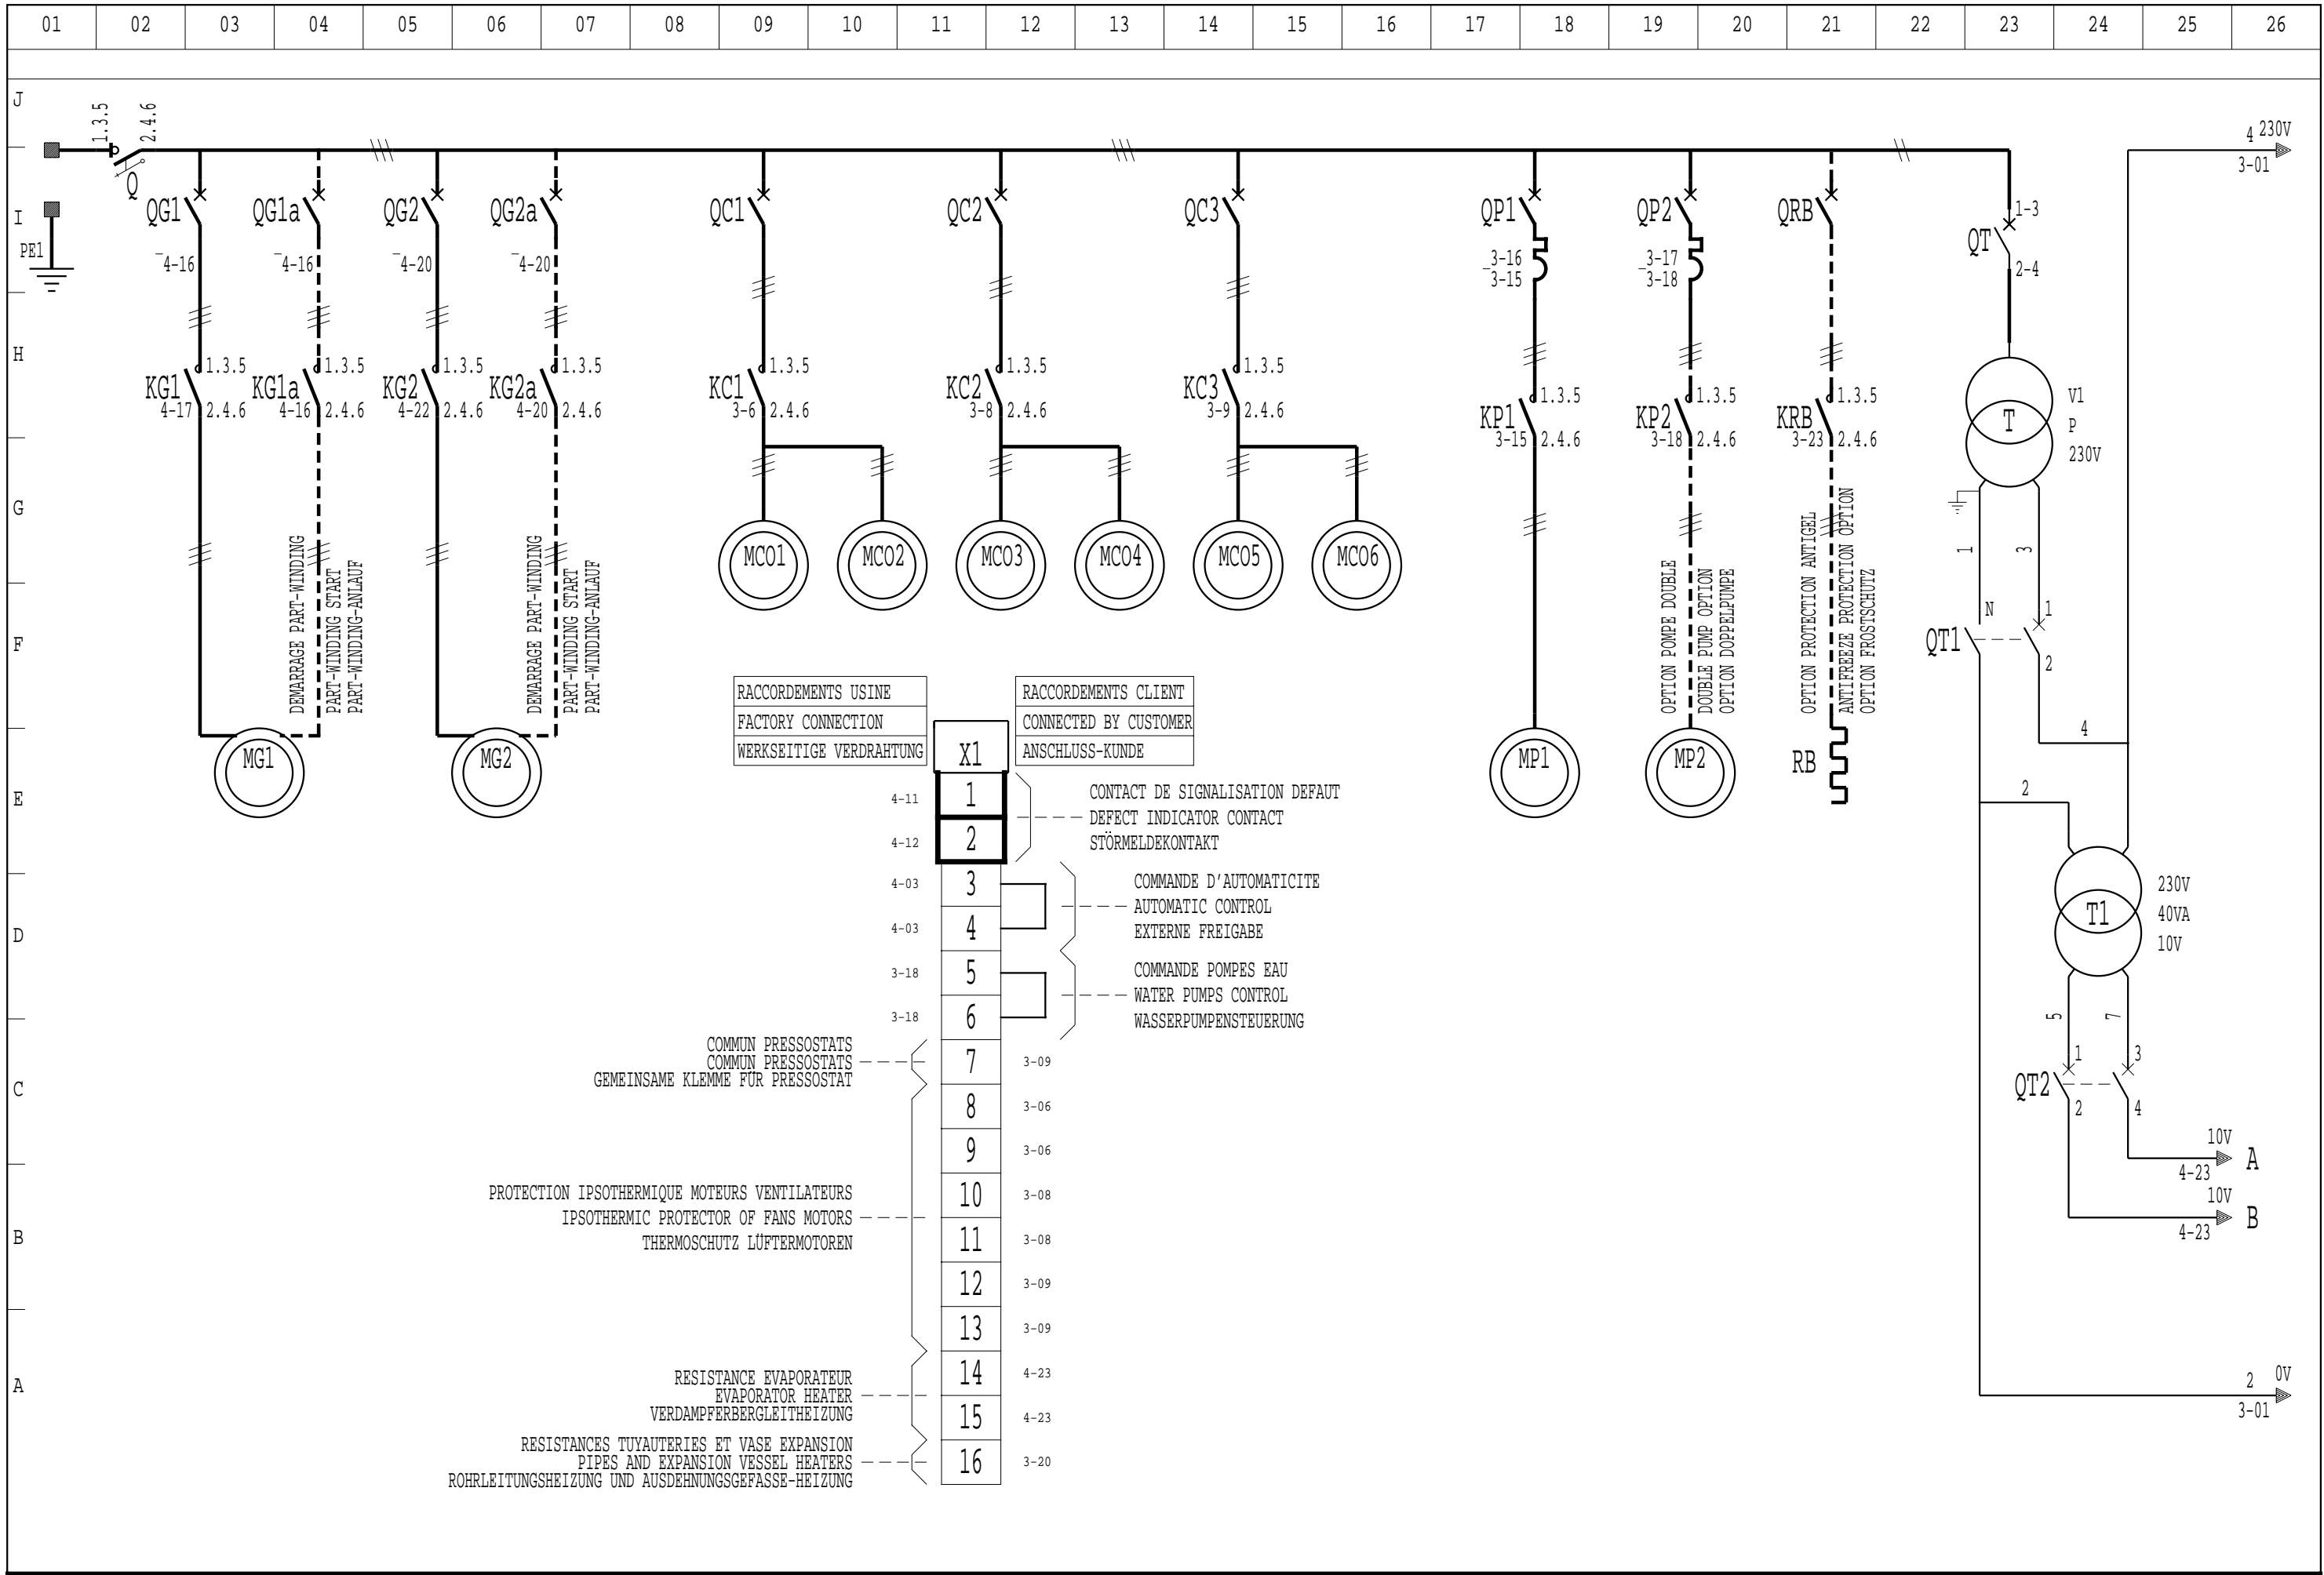 01 02 03 04 05 06 07 08 09 10 11 12 13 14 15 16 17 18 19 20 21 22 23 24 25 26
J
1.3.5
2.4.6
Q
4 230V
3-01
I
PE1
QG1
QG1a
QG2
QG2a
QC1
QC2
QC3
QP1
QP2
QRB
QT
1-3
2-4
4-16
4-16
4-20
4-20
3-16
3-15
3-17
3-18
H
KG1 1.3.5
4-17 2.4.6
KG1a 1.3.5
4-16 2.4.6
KG2 1.3.5
4-22 2.4.6
KG2a 1.3.5
4-20 2.4.6
KC1 1.3.5
3-6 2.4.6
KC2 1.3.5
3-8 2.4.6
KC3 1.3.5
3-9 2.4.6
KP1 1.3.5
3-15 2.4.6
KP2 1.3.5
3-18 2.4.6
KRB 1.3.5
3-23 2.4.6
T
V1
P
230V
G
MCO1
MCO2
MCO3
MCO4
MCO5
MCO6
DEMARRAGE PART-WINDING
PART-WINDING START
PART-WINDING-ANLAUF
DEMARRAGE PART-WINDING
PART-WINDING START
PART-WINDING-ANLAUF
OPTION POMPE DOUBLE
DOUBLE PUMP OPTION
OPTION DOPPELPUMPE
OPTION PROTECTION ANTIGEL
ANTIFREEZE PROTECTION OPTION
OPTION FROSTSCHUTZ
1
3
F
N
1
QT1
2
4
2
MG1
MG2
MP1
MP2
RB
RACCORDEMENTS USINE
FACTORY CONNECTION
WERKSEITIGE VERDRAHTUNG
X1
RACCORDEMENTS CLIENT
CONNECTED BY CUSTOMER
ANSCHLUSS-KUNDE
E
4-11 1
4-12 2
CONTACT DE SIGNALISATION DEFAUT
DEFECT INDICATOR CONTACT
STÖRMELDEKONTAKT
D
4-03 3
4-03 4
COMMANDE D'AUTOMATICITE
AUTOMATIC CONTROL
EXTERNE FREIGABE
3-18 5
3-18 6
COMMANDE POMPES EAU
WATER PUMPS CONTROL
WASSERPUMPENSTEUERUNG
T1
230V
40VA
10V
5
7
C
COMMUN PRESSOSTATS
COMMUN PRESSOSTATS
GEMEINSAME KLEMME FÜR PRESSOSTAT
7 3-09
8 3-06
9 3-06
10 3-08
11 3-08
12 3-09
13 3-09
PROTECTION IPSOTHERMIQUE MOTEURS VENTILATEURS
IPSOTHERMIC PROTECTOR OF FANS MOTORS
THERMOSCHUTZ LÜFTERMOTOREN
1
3
QT2
2
4
10V
4-23 A
10V
4-23 B
B
A
RESISTANCE EVAPORATEUR
EVAPORATOR HEATER
VERDAMPFERBERGLEITHEIZUNG
14 4-23
15 4-23
RESISTANCES TUYAUTERIES ET VASE EXPANSION
PIPES AND EXPANSION VESSEL HEATERS
ROHRLEITUNGSHEIZUNG UND AUSDEHNUNGSGEFASSE-HEIZUNG
16 3-20
2 0V
3-01